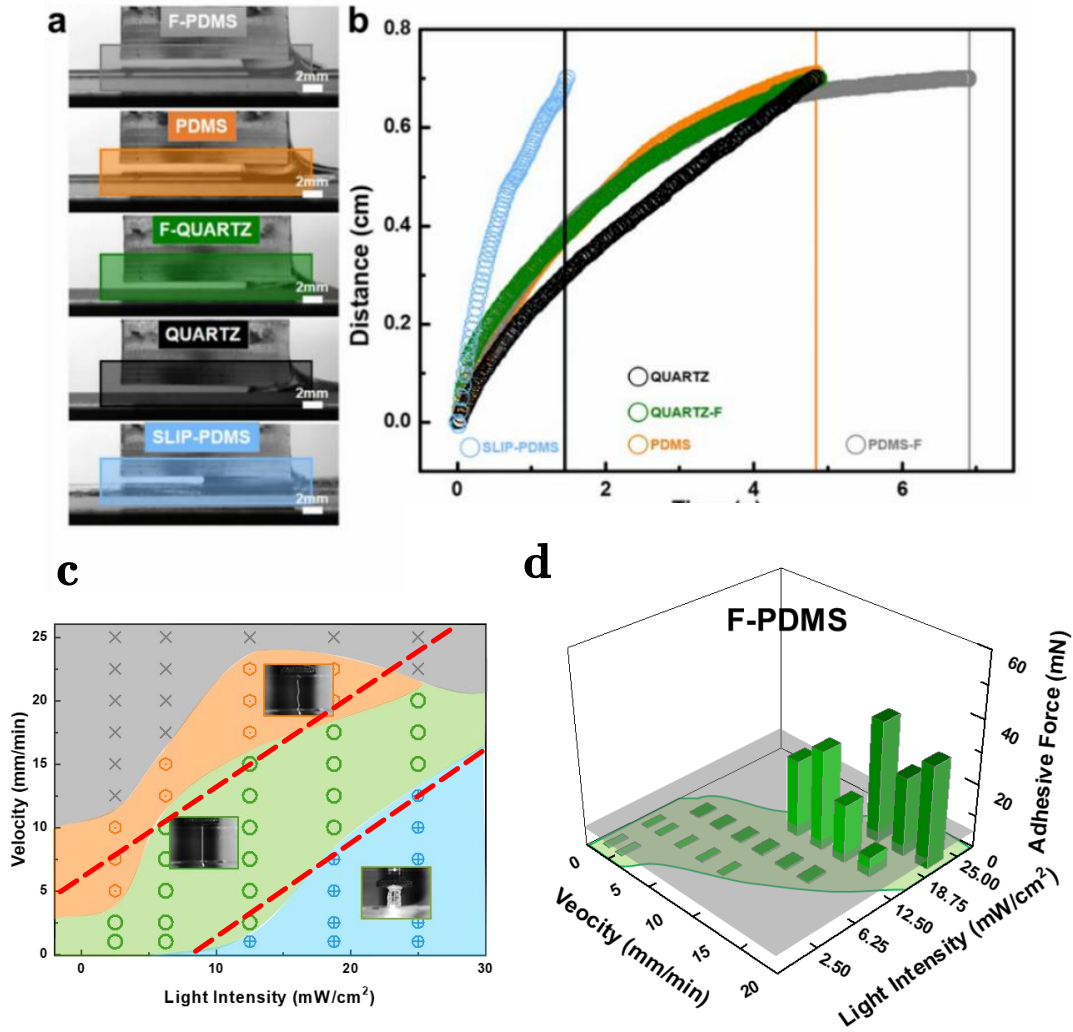 a
F-PDMS
2mm
PDMS
2mm
F-QUARTZ
2mm
QUARTZ
2mm
SLIP-PDMS
2mm
b
Distance (cm)
0.8
0.6
0.4
0.2
0.0
QUARTZ
QUARTZ-F
SLIP-PDMS
PDMS
PDMS-F
0
2
4
6
c
Velocity (mm/min)
25
20
15
10
5
0
0
10
20
30
Light Intensity (mW/cm²)
d
F-PDMS
60
40
20
0
Adhesive Force (mN)
0
5
10
15
20
Veocity (mm/min)
25.00
18.75
12.50
6.25
2.50
Light Intensity (mW/cm²)